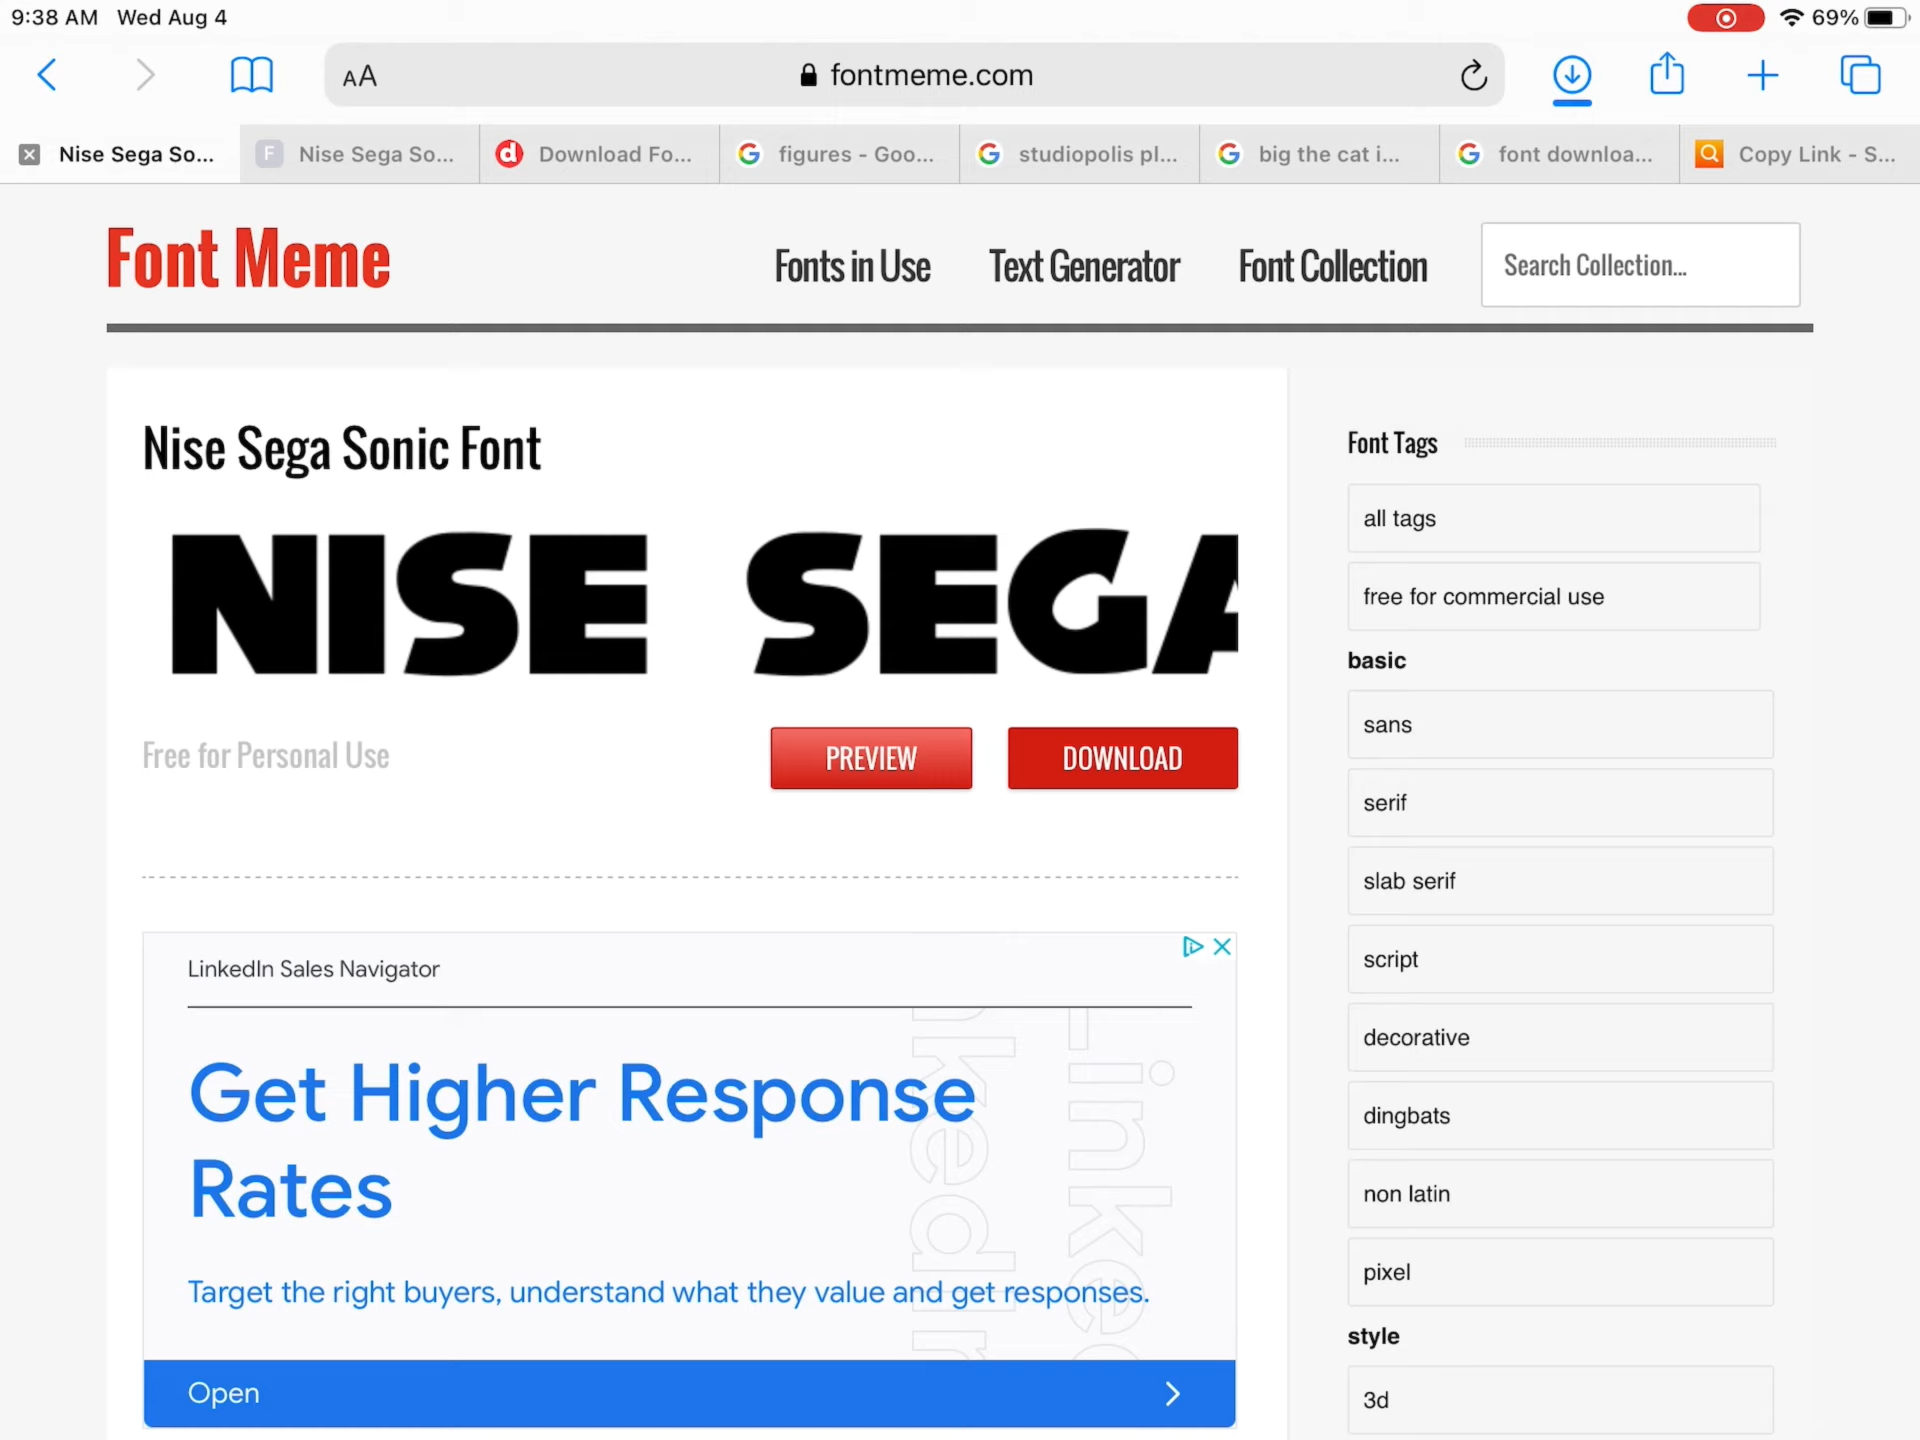 9:38 AM Wed Aug 4
69%
AA
fontmeme.com
Nise Sega So...
F
Nise Sega So...
d
Download Fo...
G
figures - Goo...
G
studiopolis pl...
G
big the cat i...
G
font downloa...
Copy Link - S...
Font Meme
Fonts in Use
Text Generator
Font Collection
Search Collection...
Nise Sega Sonic Font
NISE SEGA
Free for Personal Use
PREVIEW
DOWNLOAD
LinkedIn Sales Navigator
Get Higher Response
Rates
Target the right buyers, understand what they value and get responses.
Open
Font Tags
all tags
free for commercial use
basic
sans
serif
slab serif
script
decorative
dingbats
non latin
pixel
style
3d